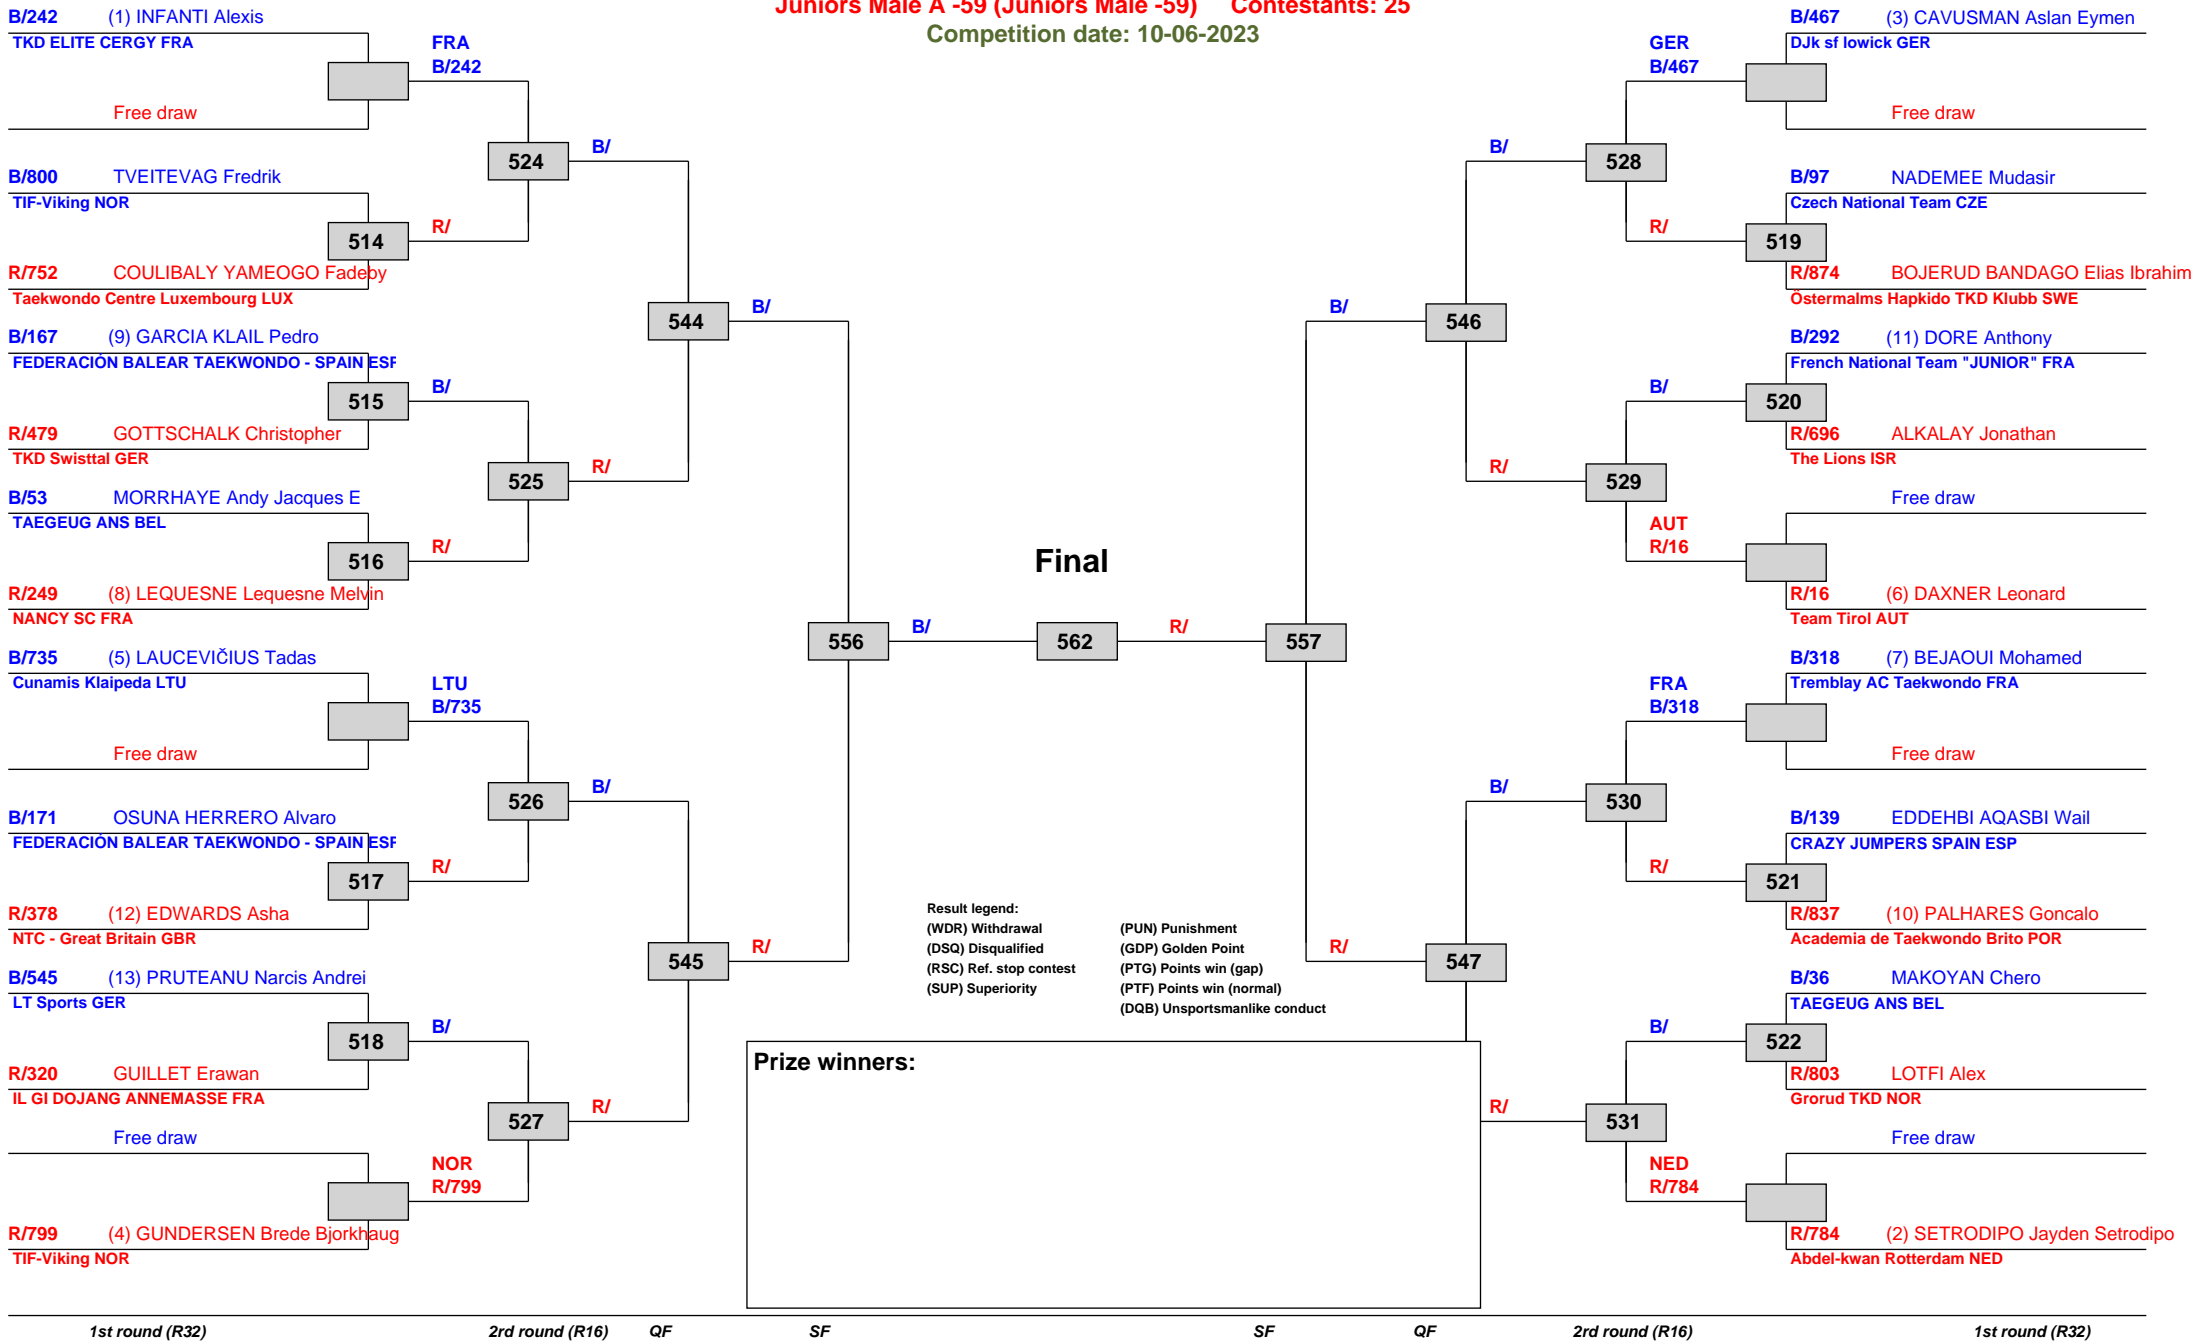 Juniors Male A -59 (Juniors Male -59) Contestants: 25
Competition date: 10-06-2023
B/242 (1) INFANTI Alexis
TKD ELITE CERGY FRA
FRA
B/242
Free draw
524
B/
B/800 TVEITEVAG Fredrik
TIF-Viking NOR
514
R/
R/752 COULIBALY YAMEOGO Fadeby
Taekwondo Centre Luxembourg LUX
544
B/
B/167 (9) GARCIA KLAIL Pedro
FEDERACIÓN BALEAR TAEKWONDO - SPAIN ESP
515
B/
R/479 GOTTSCHALK Christopher
TKD Swisttal GER
525
R/
B/53 MORRHAYE Andy Jacques E
TAEGEUG ANS BEL
516
R/
R/249 (8) LEQUESNE Lequesne Melvin
NANCY SC FRA
556
B/
B/735 (5) LAUCEVIČIUS Tadas
Cunamis Klaipeda LTU
LTU
B/735
Free draw
526
B/
B/171 OSUNA HERRERO Alvaro
FEDERACIÓN BALEAR TAEKWONDO - SPAIN ESP
517
R/
R/378 (12) EDWARDS Asha
NTC - Great Britain GBR
545
R/
B/545 (13) PRUTEANU Narcis Andrei
LT Sports GER
518
B/
R/320 GUILLET Erawan
IL GI DOJANG ANNEMASSE FRA
527
R/
Free draw
NOR
R/799
R/799 (4) GUNDERSEN Brede Bjorkhaug
TIF-Viking NOR
Final
562
R/
557
B/467 (3) CAVUSMAN Aslan Eymen
DJk sf lowick GER
GER
B/467
Free draw
B/
528
B/97 NADEMEE Mudasir
Czech National Team CZE
R/
519
R/874 BOJERUD BANDAGO Elias Ibrahim
Östermalms Hapkido TKD Klubb SWE
B/
546
B/292 (11) DORE Anthony
French National Team "JUNIOR" FRA
B/
520
R/696 ALKALAY Jonathan
The Lions ISR
R/
529
Free draw
AUT
R/16
R/16 (6) DAXNER Leonard
Team Tirol AUT
B/318 (7) BEJAOUI Mohamed
Tremblay AC Taekwondo FRA
FRA
B/318
Free draw
B/
530
B/139 EDDEHBI AQASBI Wail
CRAZY JUMPERS SPAIN ESP
R/
521
R/837 (10) PALHARES Goncalo
Academia de Taekwondo Brito POR
R/
547
B/36 MAKOYAN Chero
TAEGEUG ANS BEL
B/
522
R/803 LOTFI Alex
Grorud TKD NOR
R/
531
Free draw
NED
R/784
R/784 (2) SETRODIPO Jayden Setrodipo
Abdel-kwan Rotterdam NED
Result legend:
(WDR) Withdrawal (PUN) Punishment
(DSQ) Disqualified (GDP) Golden Point
(RSC) Ref. stop contest (PTG) Points win (gap)
(SUP) Superiority (PTF) Points win (normal)
(DQB) Unsportsmanlike conduct
Prize winners:
1st round (R32) 2rd round (R16) QF SF SF QF 2rd round (R16) 1st round (R32)